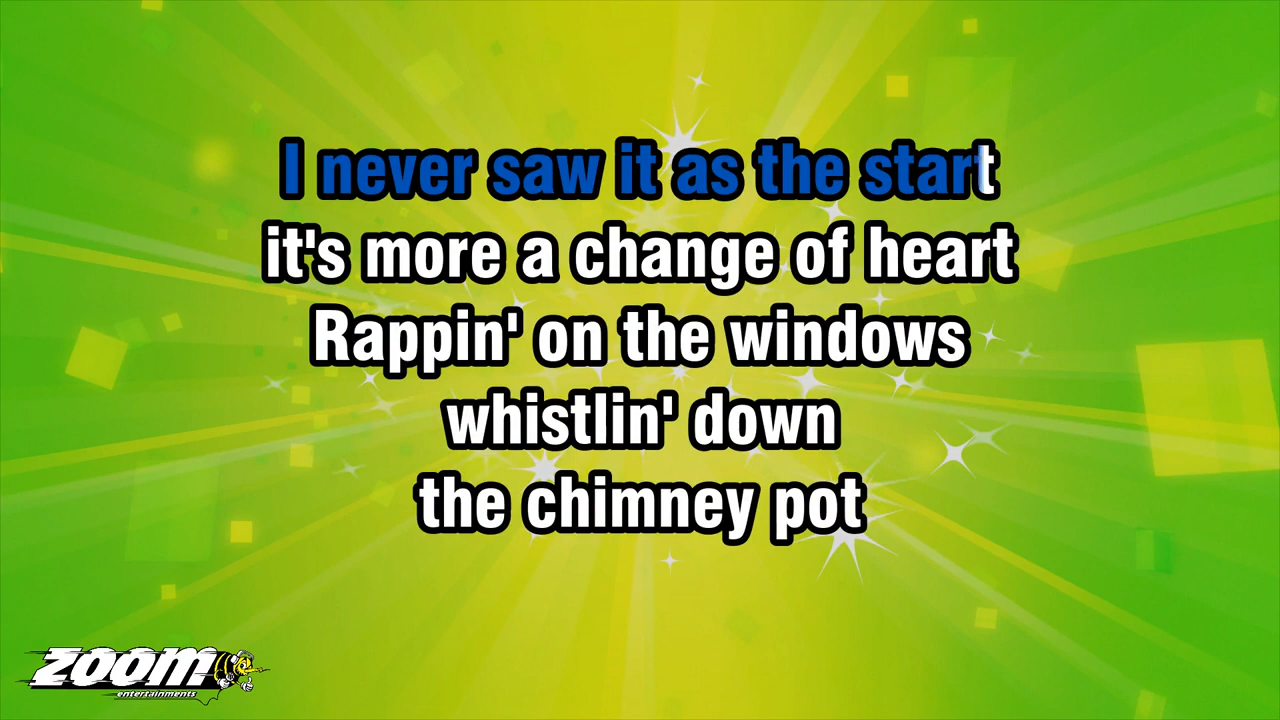 I never saw it as the start
it's more a change of heart
Rappin' on the windows
whistlin' down
the chimney pot
zoom
entertainments